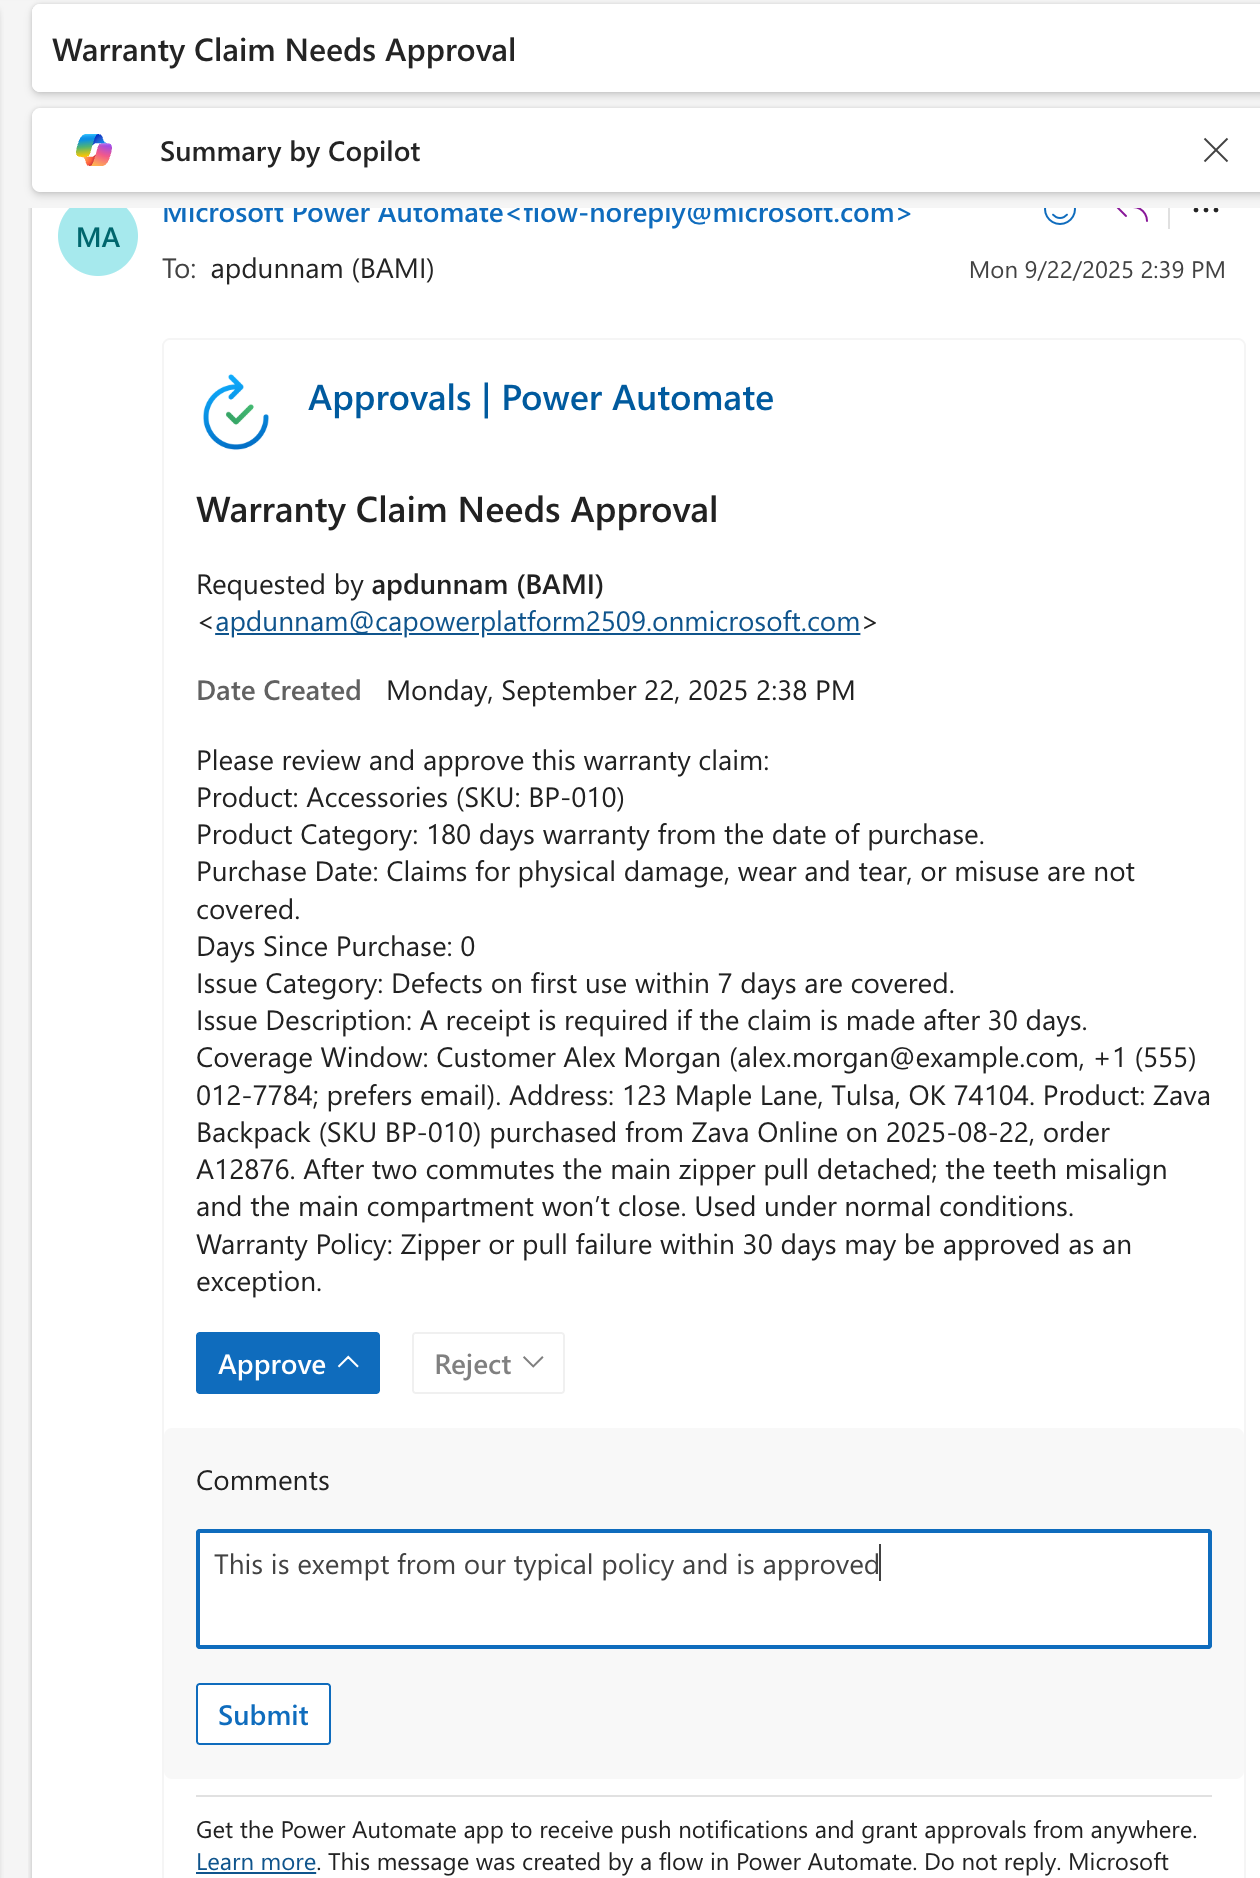 Warranty Claim Needs Approval
Summary by Copilot
Microsoft Power Automate<flow-noreply@microsoft.com>
MA
To: apdunnam (BAMI)
Mon 9/22/2025 2:39 PM
Approvals | Power Automate
Warranty Claim Needs Approval
Requested by apdunnam (BAMI)
<apdunnam@capowerplatform2509.onmicrosoft.com>
Date Created Monday, September 22, 2025 2:38 PM
Please review and approve this warranty claim:
Product: Accessories (SKU: BP-010)
Product Category: 180 days warranty from the date of purchase.
Purchase Date: Claims for physical damage, wear and tear, or misuse are not
covered.
Days Since Purchase: 0
Issue Category: Defects on first use within 7 days are covered.
Issue Description: A receipt is required if the claim is made after 30 days.
Coverage Window: Customer Alex Morgan (alex.morgan@example.com, +1 (555)
012-7784; prefers email). Address: 123 Maple Lane, Tulsa, OK 74104. Product: Zava
Backpack (SKU BP-010) purchased from Zava Online on 2025-08-22, order
A12876. After two commutes the main zipper pull detached; the teeth misalign
and the main compartment won’t close. Used under normal conditions.
Warranty Policy: Zipper or pull failure within 30 days may be approved as an
exception.
Approve
Reject
Comments
This is exempt from our typical policy and is approved
Submit
Get the Power Automate app to receive push notifications and grant approvals from anywhere.
Learn more. This message was created by a flow in Power Automate. Do not reply. Microsoft